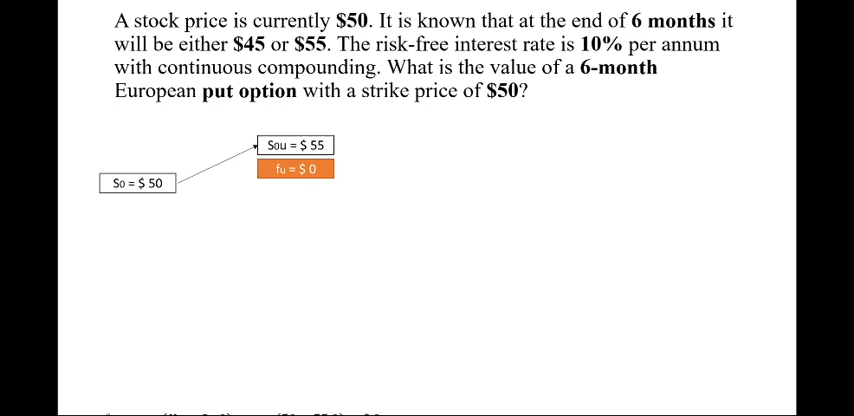 A stock price is currently $50. It is known that at the end of 6 months it
will be either $45 or $55. The risk-free interest rate is 10% per annum
with continuous compounding. What is the value of a 6-month
European put option with a strike price of $50?
Sou = $ 55
fu = $ 0
So = $ 50